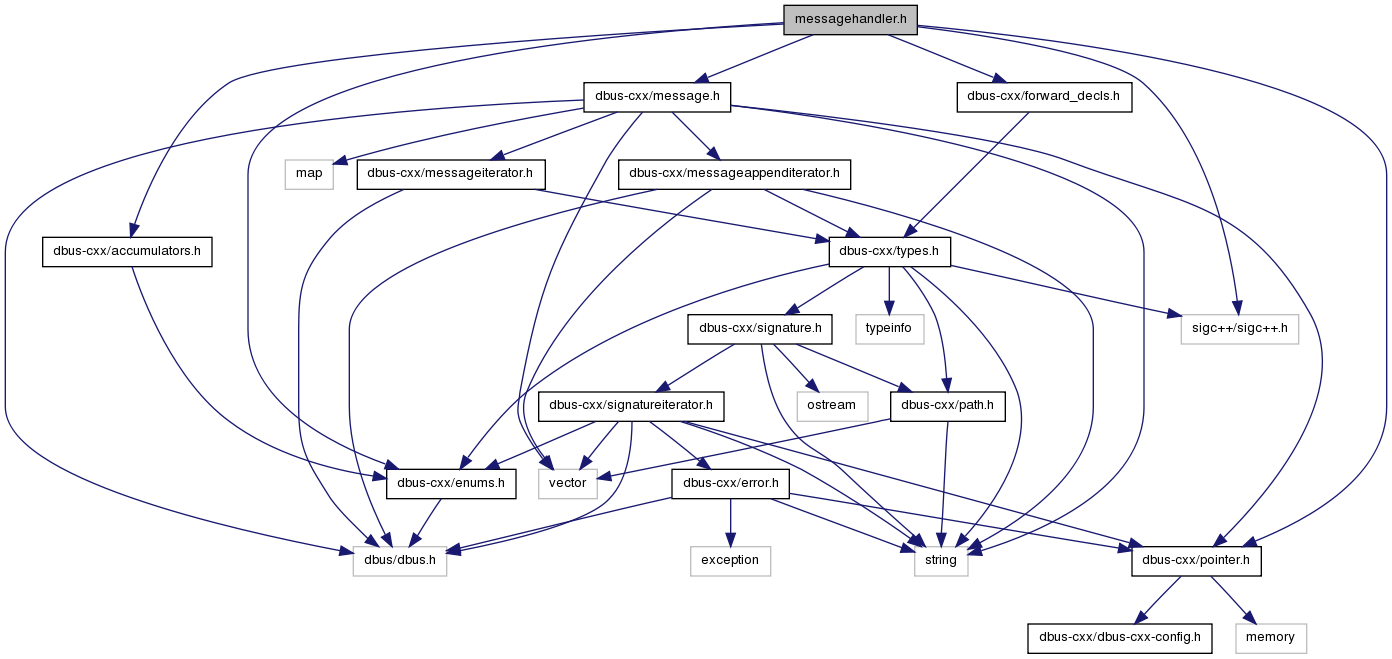 messagehandler.h
dbus-cxx/message.h
dbus-cxx/forward_decls.h
map
dbus-cxx/messageiterator.h
dbus-cxx/messageappenditerator.h
dbus-cxx/accumulators.h
dbus-cxx/types.h
dbus-cxx/signature.h
typeinfo
sigc++/sigc++.h
dbus-cxx/signatureiterator.h
ostream
dbus-cxx/path.h
dbus-cxx/enums.h
vector
dbus-cxx/error.h
dbus/dbus.h
exception
string
dbus-cxx/pointer.h
dbus-cxx/dbus-cxx-config.h
memory